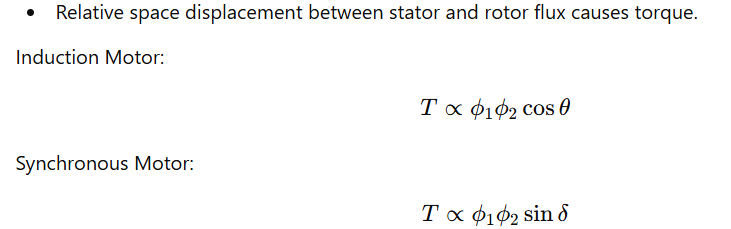 • Relative space displacement between stator and rotor flux causes torque.
Induction Motor:
T ∝ ϕ₁ϕ₂ cos θ
Synchronous Motor:
T ∝ ϕ₁ϕ₂ sin δ